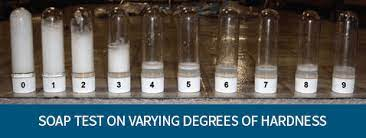 0 1 2 3 4 5 6 7 8 9
SOAP TEST ON VARYING DEGREES OF HARDNESS